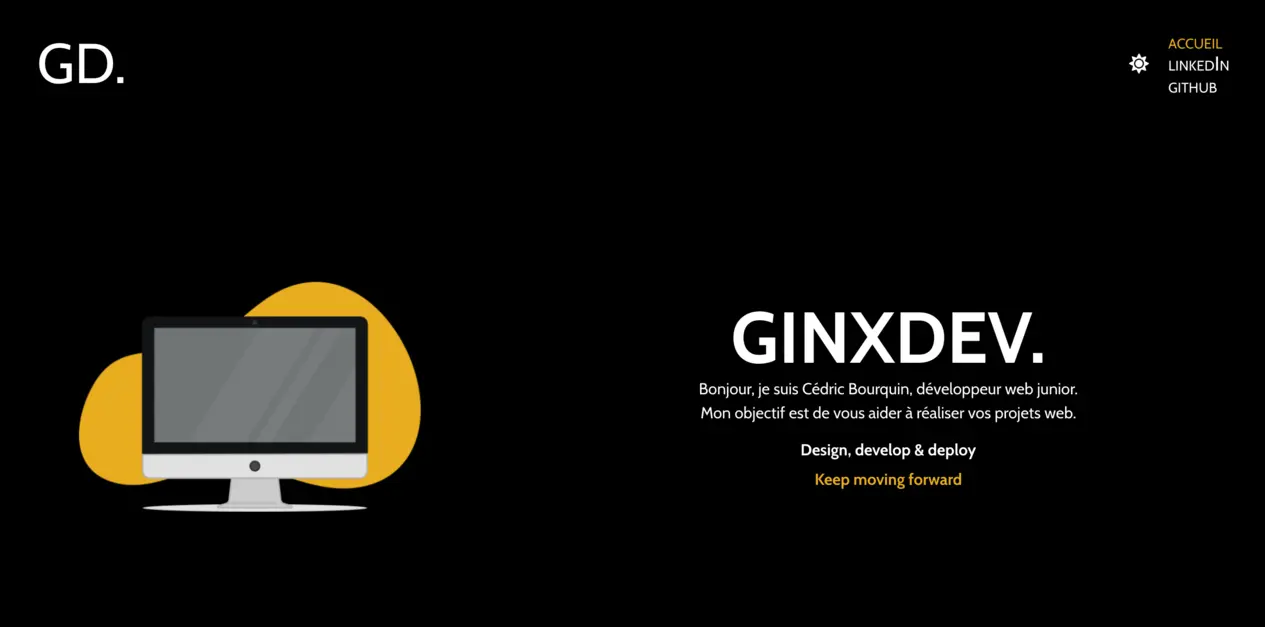 GD.
ACCUEIL
LINKEDIN
GITHUB
GINXDEV.
Bonjour, je suis Cédric Bourquin, développeur web junior.
Mon objectif est de vous aider à réaliser vos projets web.
Design, develop & deploy
Keep moving forward